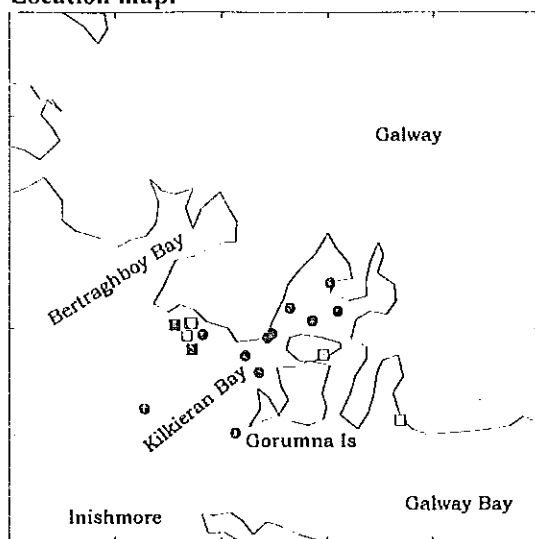 Location map.
Galway
Bertraghboy Bay
Kilkieran Bay
Gorumna Is
Galway Bay
Inishmore